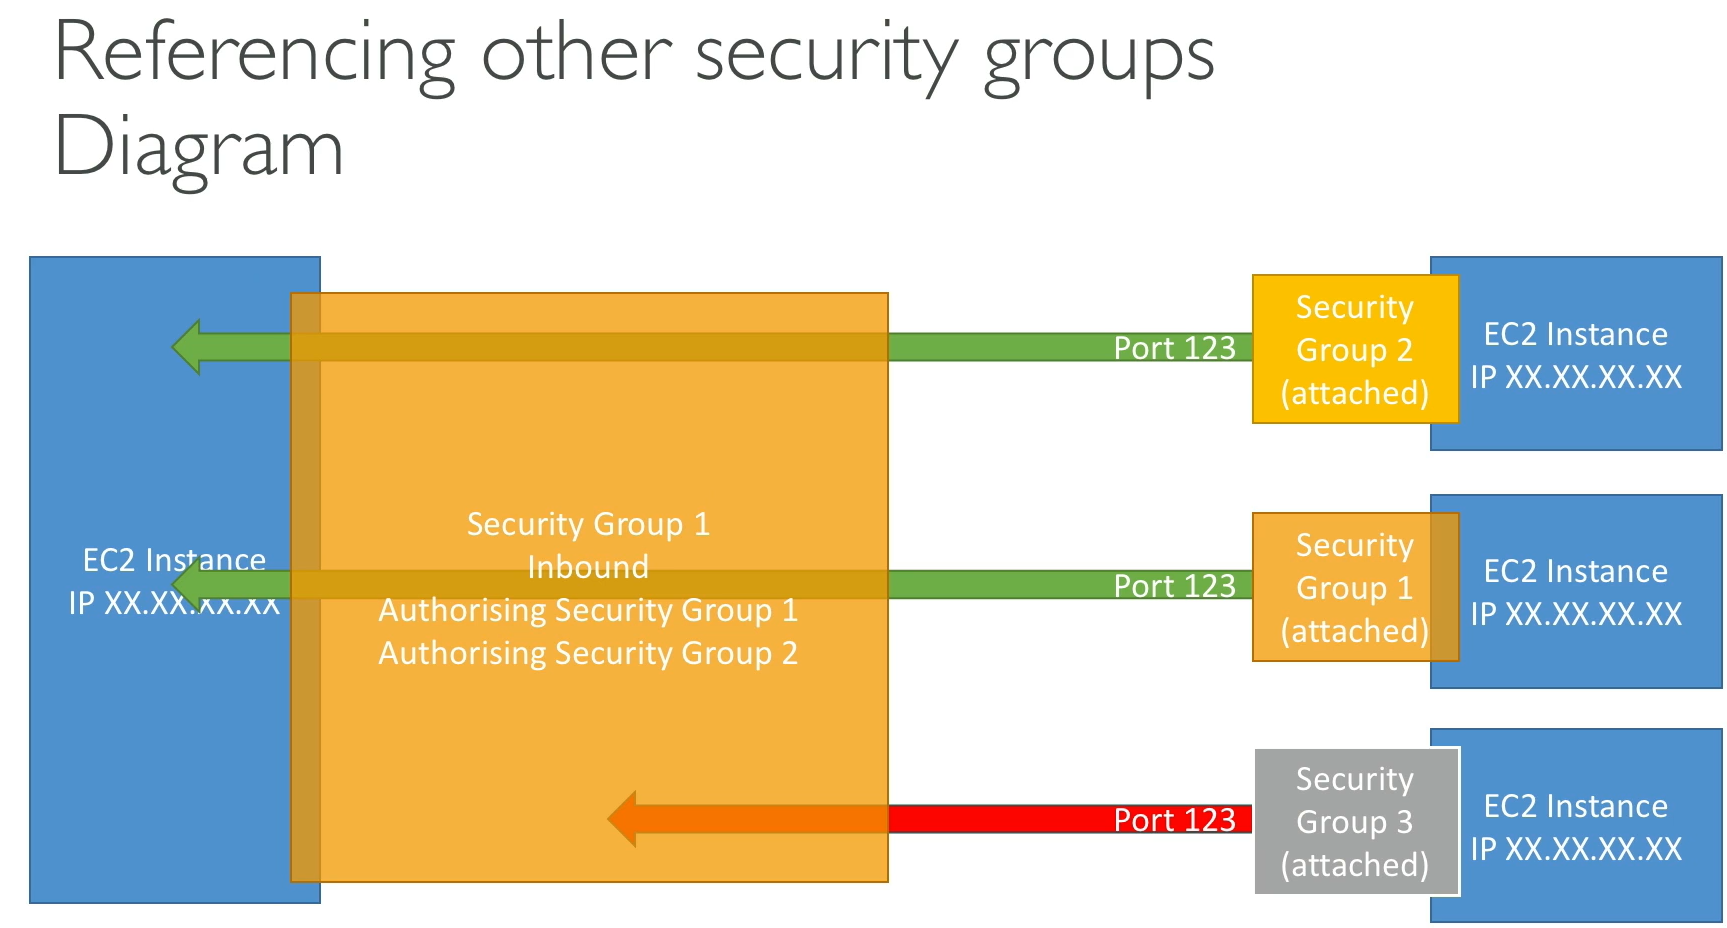 Referencing other security groups
Diagram
EC2 Instance
IP XX.XX.XX.XX
Security Group 1
Inbound
Authorising Security Group 1
Authorising Security Group 2
Port 123
Security
Group 2
(attached)
EC2 Instance
IP XX.XX.XX.XX
Port 123
Security
Group 1
(attached)
EC2 Instance
IP XX.XX.XX.XX
Port 123
Security
Group 3
(attached)
EC2 Instance
IP XX.XX.XX.XX